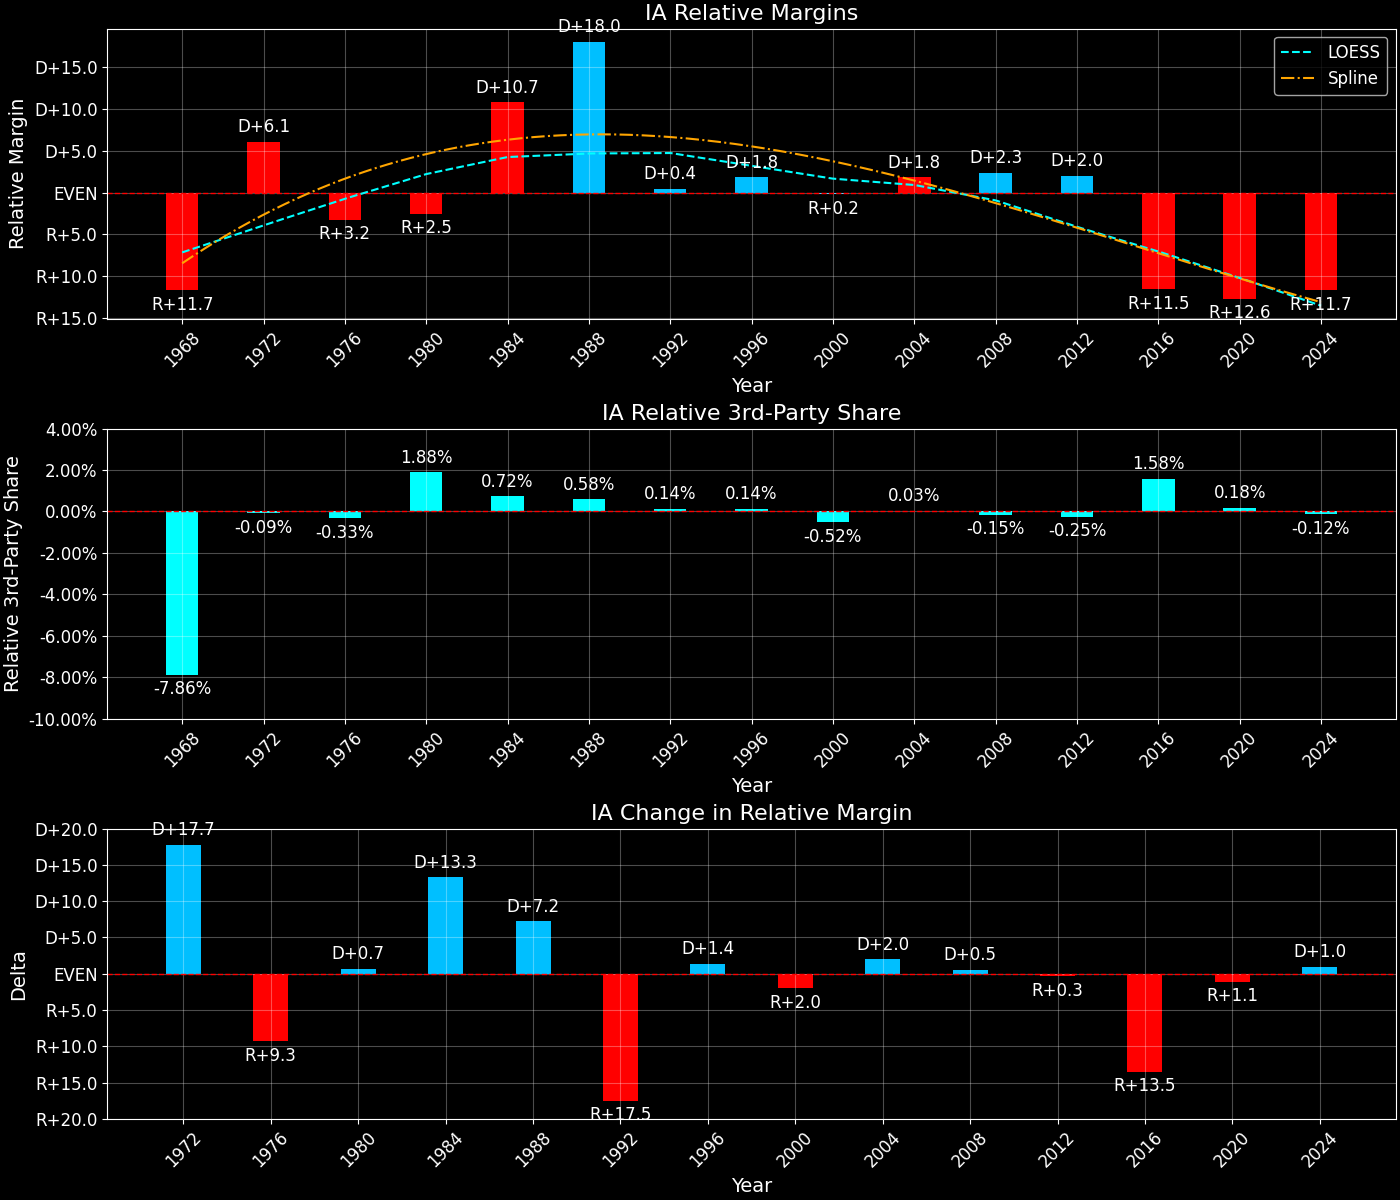 IA Relative Margins
Relative Margin
D+15.0
D+10.0
D+5.0
EVEN
R+5.0
R+10.0
R+15.0
R+11.7
D+6.1
R+3.2
R+2.5
D+10.7
D+18.0
D+0.4
D+1.8
R+0.2
D+1.8
D+2.3
D+2.0
R+11.5
R+12.6
R+11.7
LOESS
Spline
1968 1972 1976 1980 1984 1988 1992 1996 2000 2004 2008 2012 2016 2020 2024
Year
IA Relative 3rd-Party Share
Relative 3rd-Party Share
4.00%
2.00%
0.00%
-2.00%
-4.00%
-6.00%
-8.00%
-10.00%
-7.86%
-0.09%
-0.33%
1.88%
0.72%
0.58%
0.14%
0.14%
-0.52%
0.03%
-0.15%
-0.25%
1.58%
0.18%
-0.12%
1968 1972 1976 1980 1984 1988 1992 1996 2000 2004 2008 2012 2016 2020 2024
Year
IA Change in Relative Margin
Delta
D+20.0
D+15.0
D+10.0
D+5.0
EVEN
R+5.0
R+10.0
R+15.0
R+20.0
D+17.7
R+9.3
D+0.7
D+13.3
D+7.2
R+17.5
D+1.4
R+2.0
D+2.0
D+0.5
R+0.3
R+13.5
R+1.1
D+1.0
1972 1976 1980 1984 1988 1992 1996 2000 2004 2008 2012 2016 2020 2024
Year